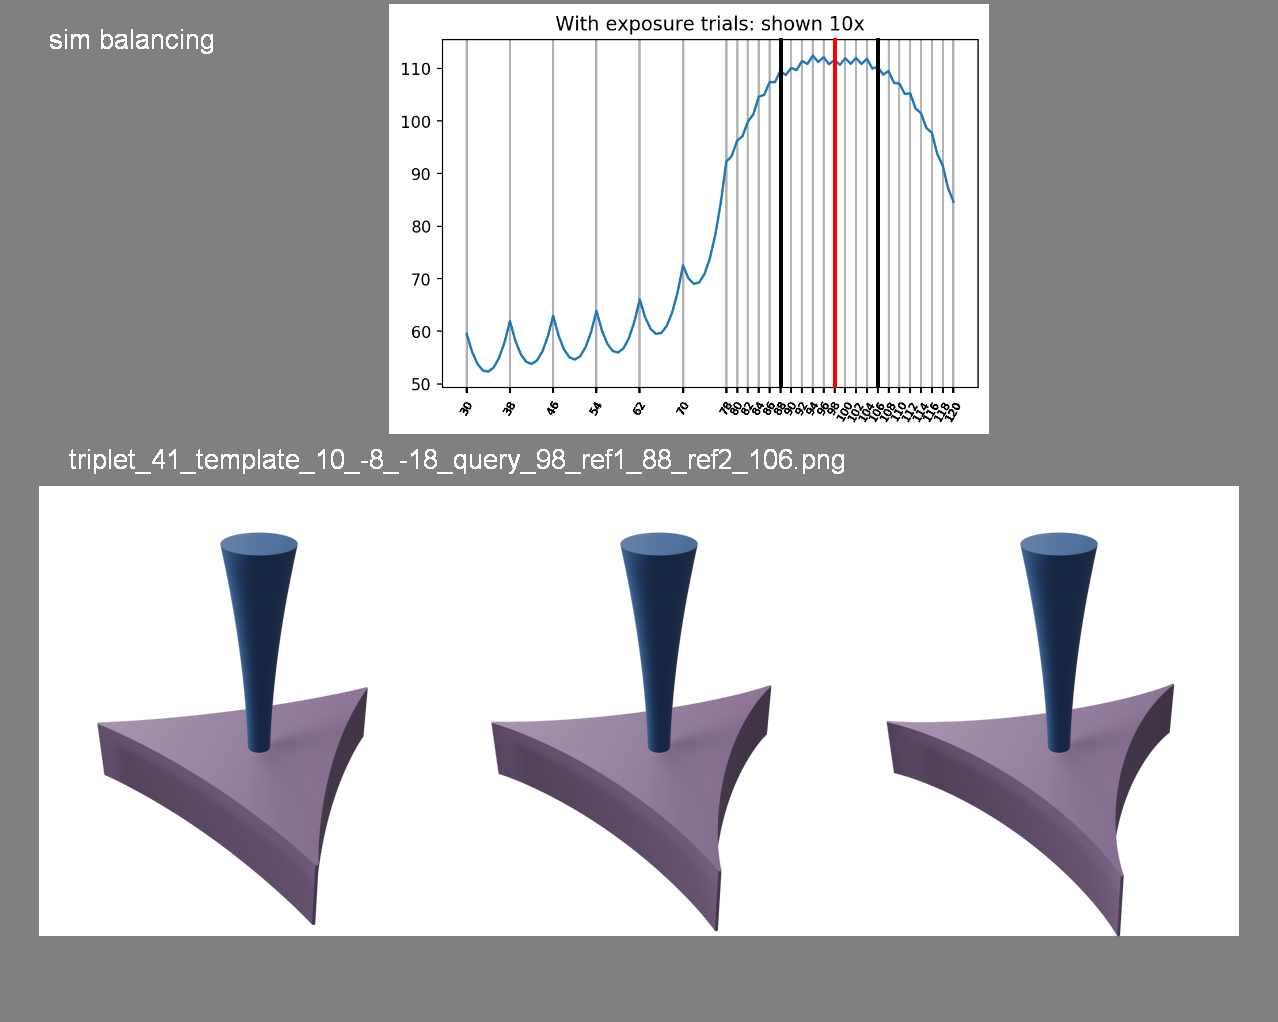 sim balancing
With exposure trials: shown 10x
110
100
90
80
70
60
50
30 38 46 54 62 70 78 80 82 84 86 88 90 92 94 96 98 100 102 104 106 108 110 112 114 116 118 120
triplet_41_template_10_-8_-18_query_98_ref1_88_ref2_106.png